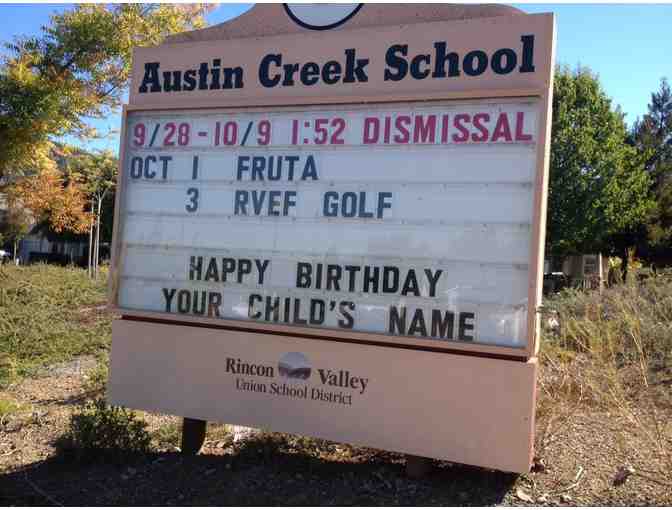 Austin Creek School
9/28 - 10/9 1:52 DISMISSAL
OCT 1 FRUTA
3 RVEF GOLF
HAPPY BIRTHDAY
YOUR CHILD'S NAME
Rincon Valley
Union School District